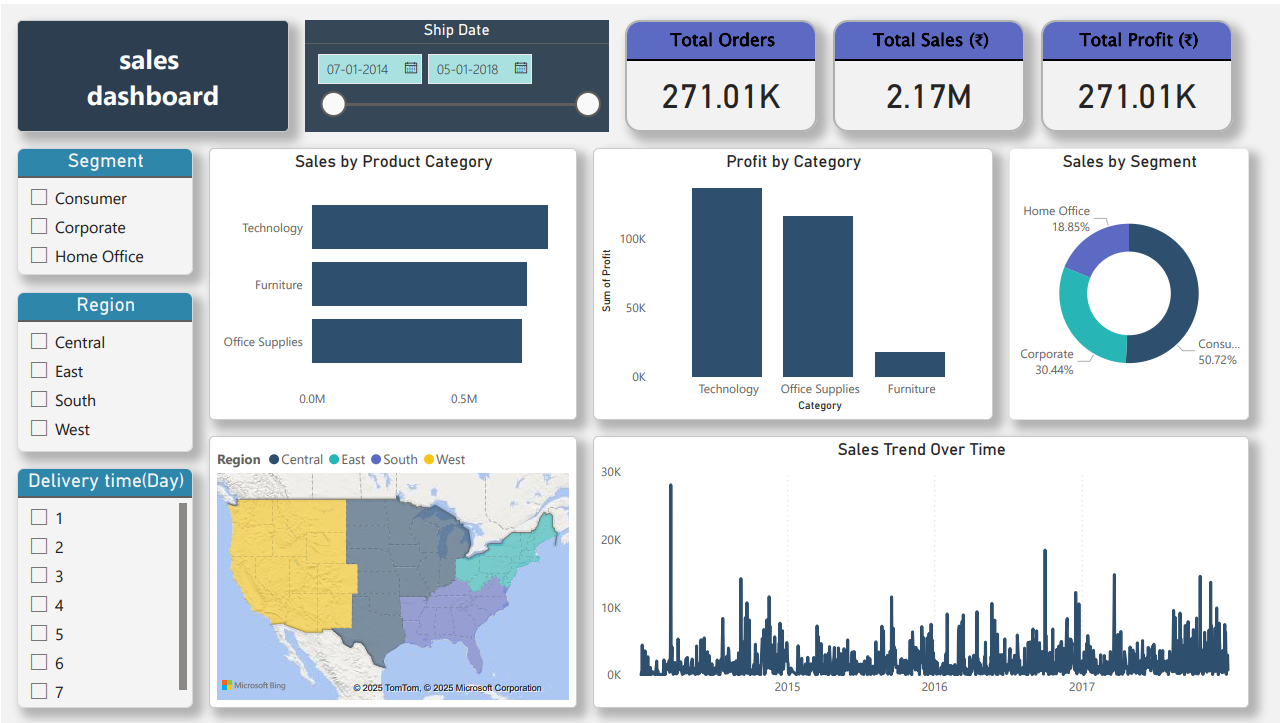 sales
dashboard
Ship Date
07-01-2014
05-01-2018
Total Orders
271.01K
Total Sales (₹)
2.17M
Total Profit (₹)
271.01K
Segment
Consumer
Corporate
Home Office
Region
Central
East
South
West
Delivery time(Day)
1
2
3
4
5
6
7
Sales by Product Category
Technology
Furniture
Office Supplies
0.0M
0.5M
Profit by Category
Sum of Profit
100K
50K
0K
Technology
Office Supplies
Furniture
Category
Sales by Segment
Home Office
18.85%
Corporate
30.44%
Consu...
50.72%
Region Central East South West
Microsoft Bing
© 2025 TomTom, © 2025 Microsoft Corporation
Sales Trend Over Time
30K
20K
10K
0K
2015
2016
2017